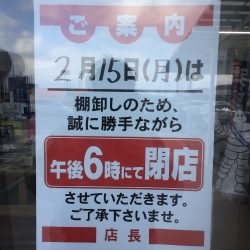 ご案内
2月15日(月)は
棚卸しのため、
誠に勝手ながら
午後6時にて閉店
させていただきます。
ご了承下さいませ。
店長